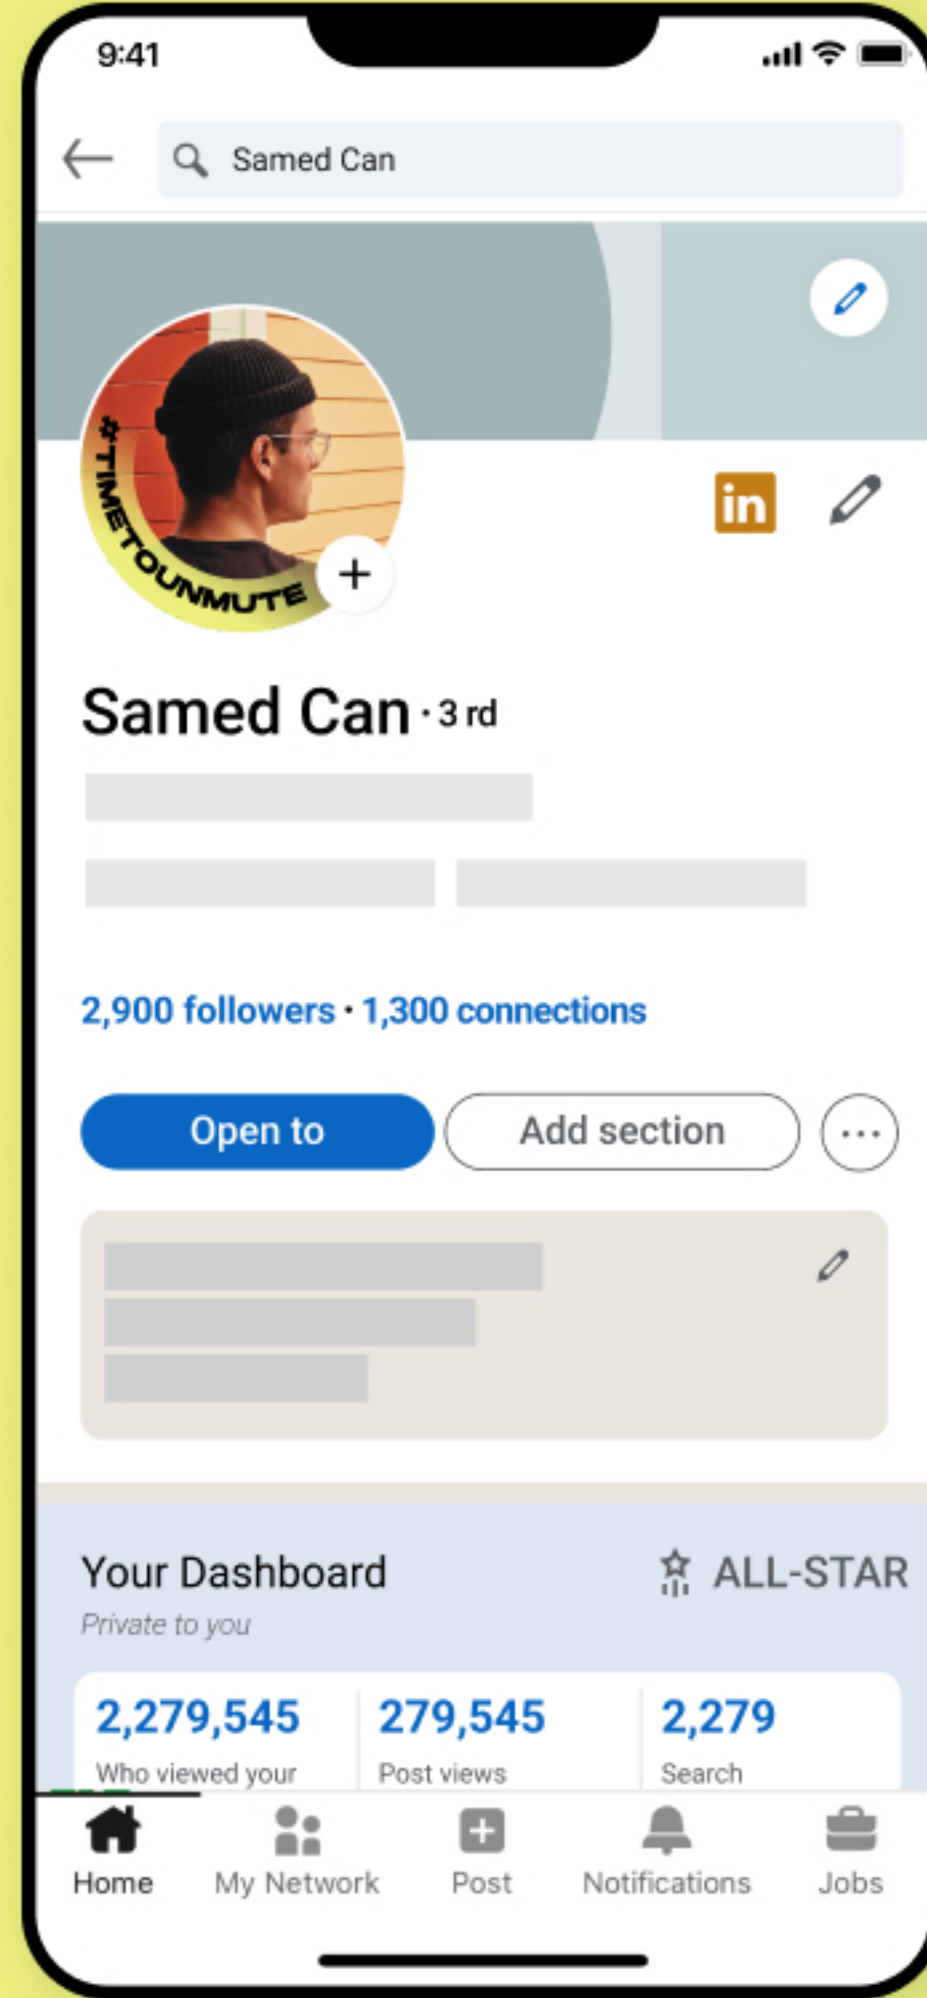 9:41
Samed Can
#TIMETOUNMUTE
in
Samed Can · 3 rd
2,900 followers · 1,300 connections
Open to
Add section
Your Dashboard
ALL-STAR
Private to you
2,279,545
279,545
2,279
Who viewed your
Post views
Search
Home
My Network
Post
Notifications
Jobs